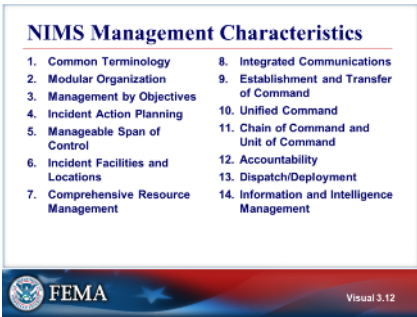 NIMS Management Characteristics
1. Common Terminology
2. Modular Organization
3. Management by Objectives
4. Incident Action Planning
5. Manageable Span of
Control
6. Incident Facilities and
Locations
7. Comprehensive Resource
Management
8. Integrated Communications
9. Establishment and Transfer
of Command
10. Unified Command
11. Chain of Command and
Unit of Command
12. Accountability
13. Dispatch/Deployment
14. Information and Intelligence
Management
FEMA
Visual 3.12